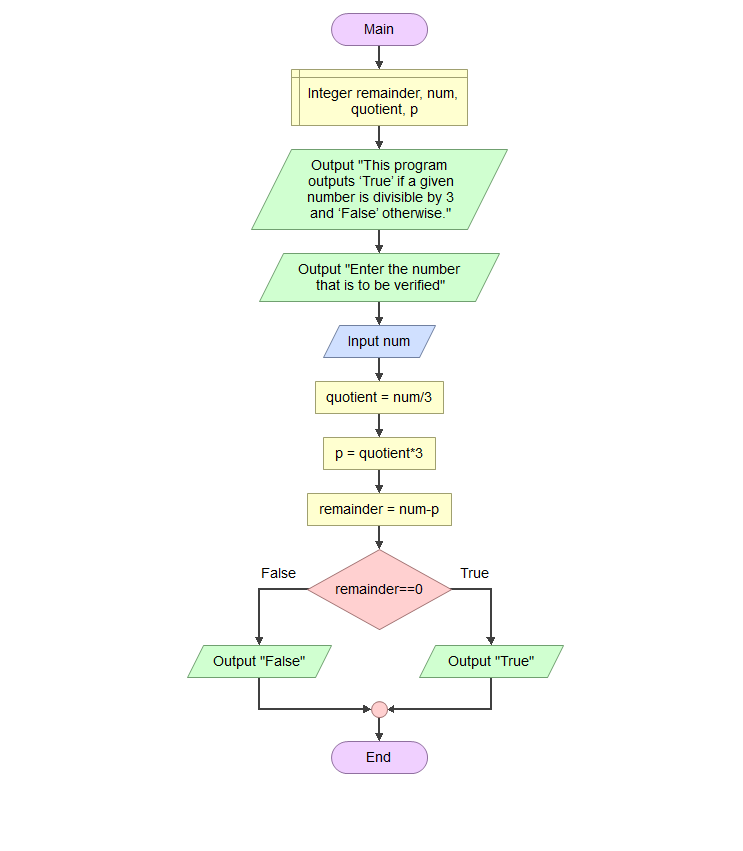 Main
Integer remainder, num,
quotient, p
Output "This program
outputs ‘True’ if a given
number is divisible by 3
and ‘False’ otherwise."
Output "Enter the number
that is to be verified"
Input num
quotient = num/3
p = quotient*3
remainder = num-p
False
True
remainder==0
Output "False"
Output "True"
End